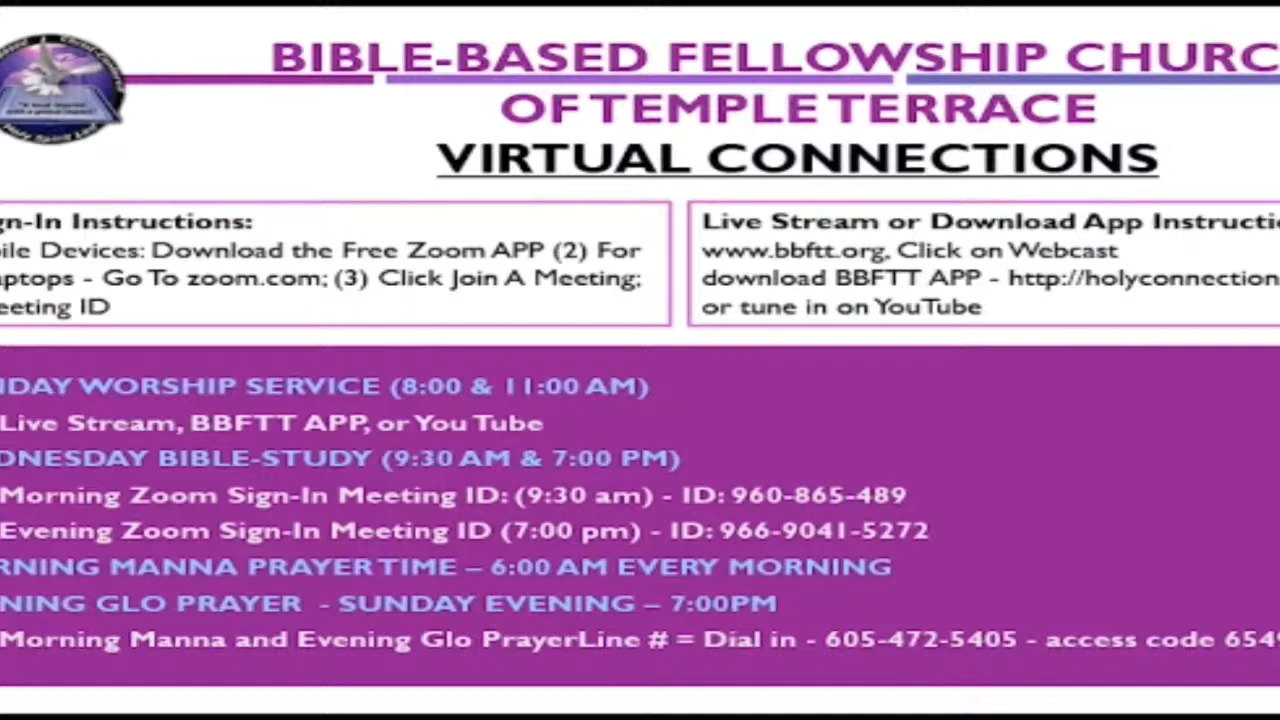 BIBLE-BASED FELLOWSHIP CHURC
OF TEMPLE TERRACE
VIRTUAL CONNECTIONS
gn-In Instructions:
ile Devices: Download the Free Zoom APP (2) For
aptops - Go To zoom.com; (3) Click Join A Meeting;
eeting ID
Live Stream or Download App Instructi
www.bbftt.org, Click on Webcast
download BBFTT APP - http://holyconnection
or tune in on YouTube
NDAY WORSHIP SERVICE (8:00 & 11:00 AM)
Live Stream, BBFTT APP, or You Tube
DNESDAY BIBLE-STUDY (9:30 AM & 7:00 PM)
Morning Zoom Sign-In Meeting ID: (9:30 am) - ID: 960-865-489
Evening Zoom Sign-In Meeting ID (7:00 pm) - ID: 966-9041-5272
RNING MANNA PRAYER TIME – 6:00 AM EVERY MORNING
NING GLO PRAYER - SUNDAY EVENING – 7:00PM
Morning Manna and Evening Glo PrayerLine # = Dial in - 605-472-5405 - access code 654